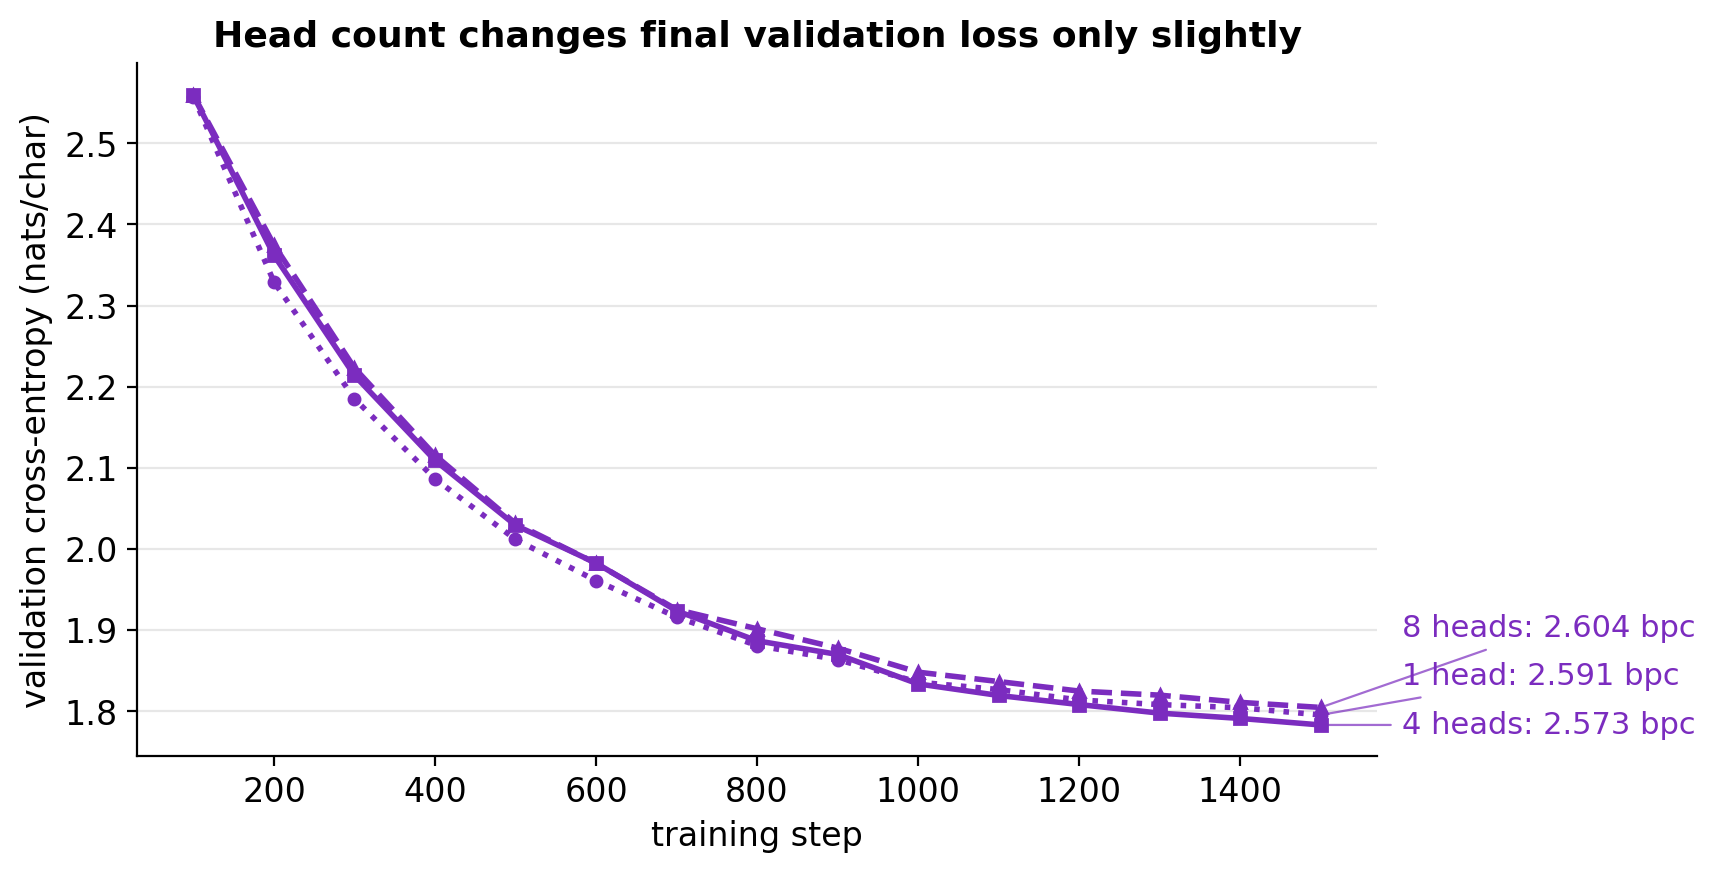 Head count changes final validation loss only slightly
validation cross-entropy (nats/char)
2.5
2.4
2.3
2.2
2.1
2.0
1.9
1.8
8 heads: 2.604 bpc
1 head: 2.591 bpc
4 heads: 2.573 bpc
200 400 600 800 1000 1200 1400
training step